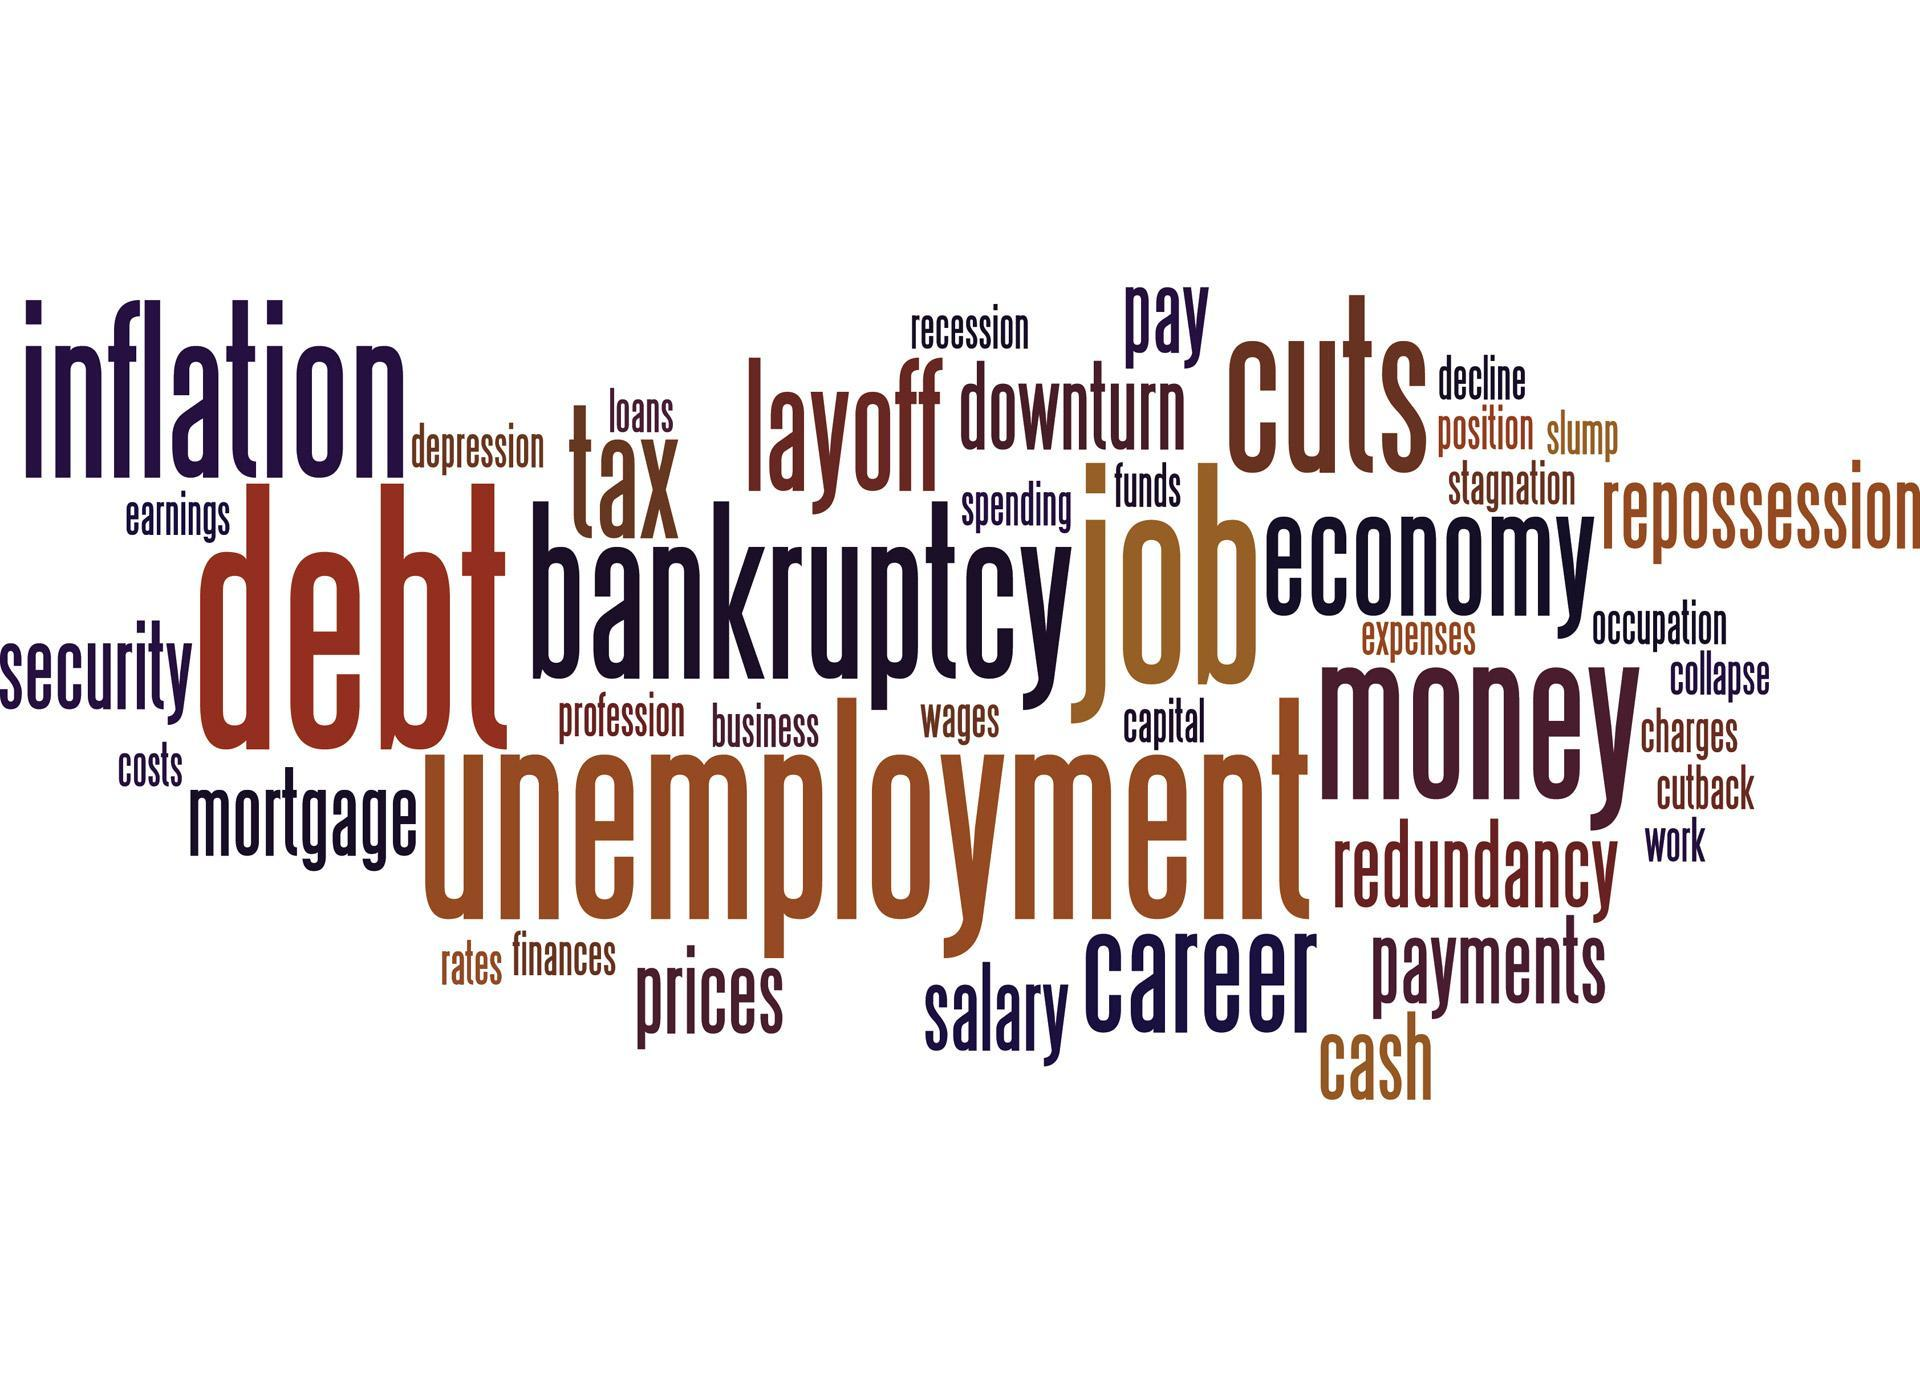 inflation
depression
loans
tax
layoff
recession
downturn
pay
cuts
decline
position
slump
stagnation
repossession
earnings
debt
bankruptcy
spending
funds
job
economy
expenses
occupation
security
profession
business
wages
capital
money
collapse
charges
costs
mortgage
unemployment
cutback
work
redundancy
rates
finances
prices
salary
career
payments
cash